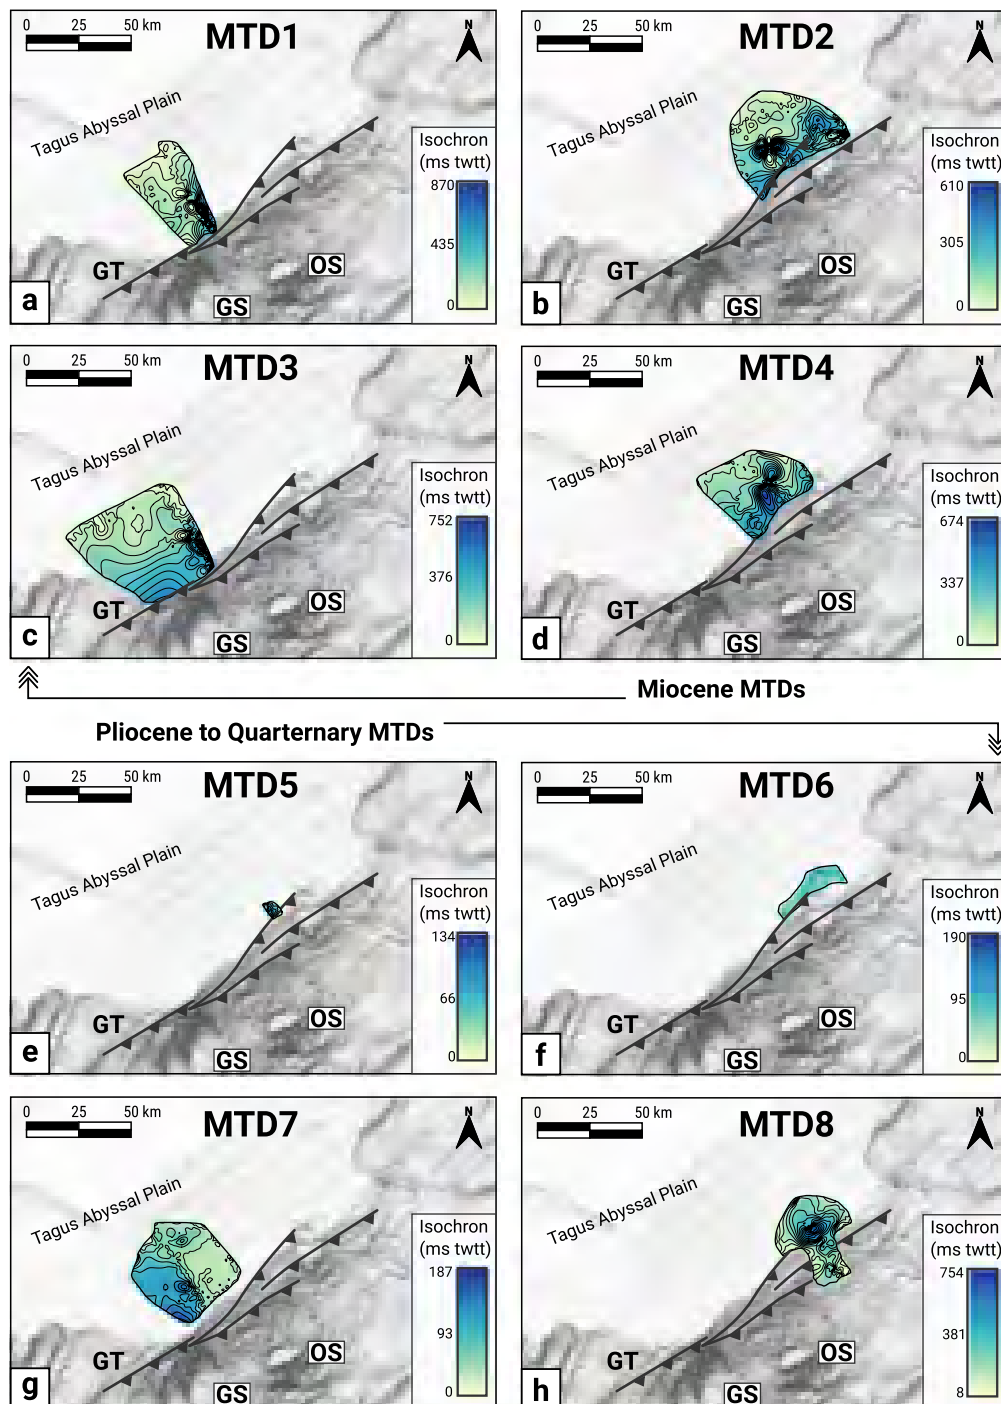 0 25 50 km
MTD1
N
Tagus Abyssal Plain
Isochron
(ms twtt)
870
435
0
GT
OS
GS
a
0 25 50 km
MTD2
N
Tagus Abyssal Plain
Isochron
(ms twtt)
610
305
0
GT
OS
GS
b
0 25 50 km
MTD3
N
Tagus Abyssal Plain
Isochron
(ms twtt)
752
376
0
GT
OS
GS
c
0 25 50 km
MTD4
N
Tagus Abyssal Plain
Isochron
(ms twtt)
674
337
0
GT
OS
GS
d
Miocene MTDs
Pliocene to Quarternary MTDs
0 25 50 km
MTD5
N
Tagus Abyssal Plain
Isochron
(ms twtt)
134
66
0
GT
OS
GS
e
0 25 50 km
MTD6
N
Tagus Abyssal Plain
Isochron
(ms twtt)
190
95
0
GT
OS
GS
f
0 25 50 km
MTD7
N
Tagus Abyssal Plain
Isochron
(ms twtt)
187
93
0
GT
OS
GS
g
0 25 50 km
MTD8
N
Tagus Abyssal Plain
Isochron
(ms twtt)
754
381
8
GT
OS
GS
h